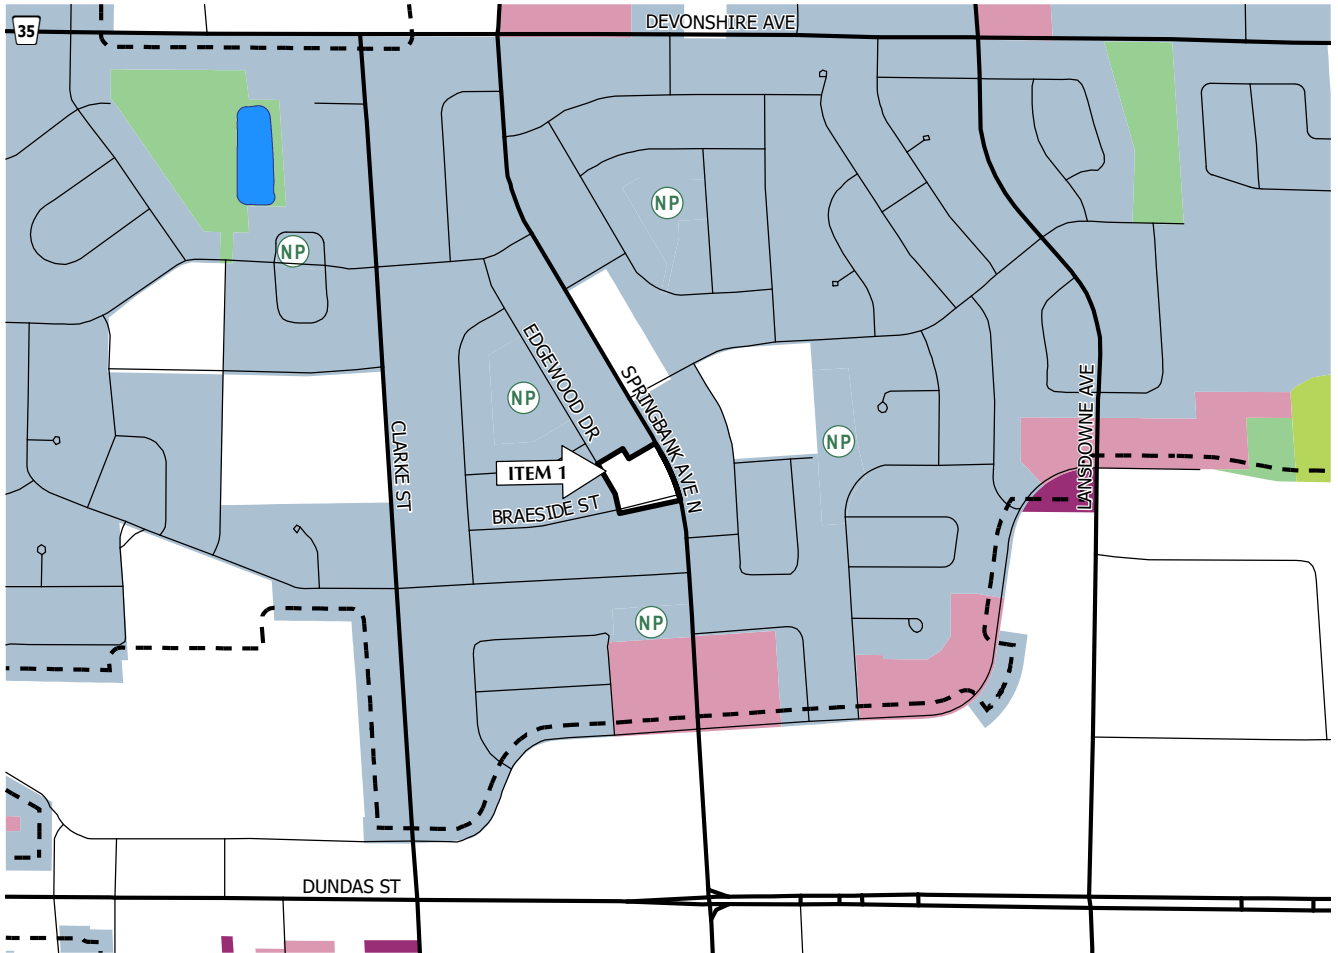 DEVONSHIRE AVE
35
NP
NP
EDGEWOOD DR
SPRINGBANK AVE N
NP
LANSDOWNE AVE
CLARKE ST
NP
ITEM 1
BRAESIDE ST
NP
DUNDAS ST